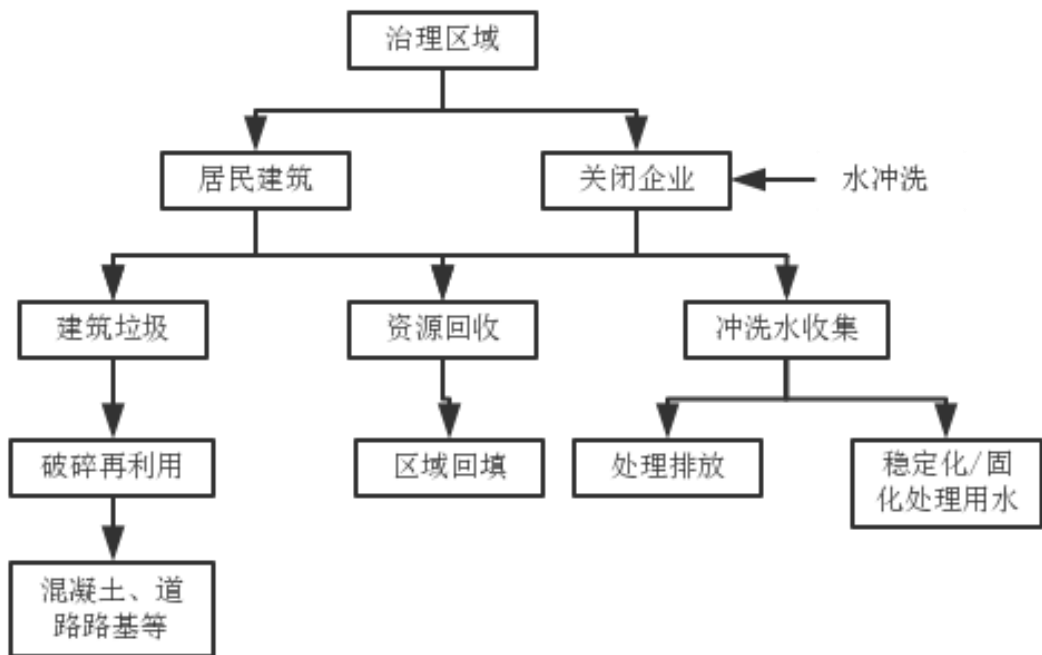 治理区域
居民建筑
关闭企业
水冲洗
建筑垃圾
资源回收
冲洗水收集
破碎再利用
区域回填
处理排放
稳定化/固
化处理用水
混凝土、道
路路基等